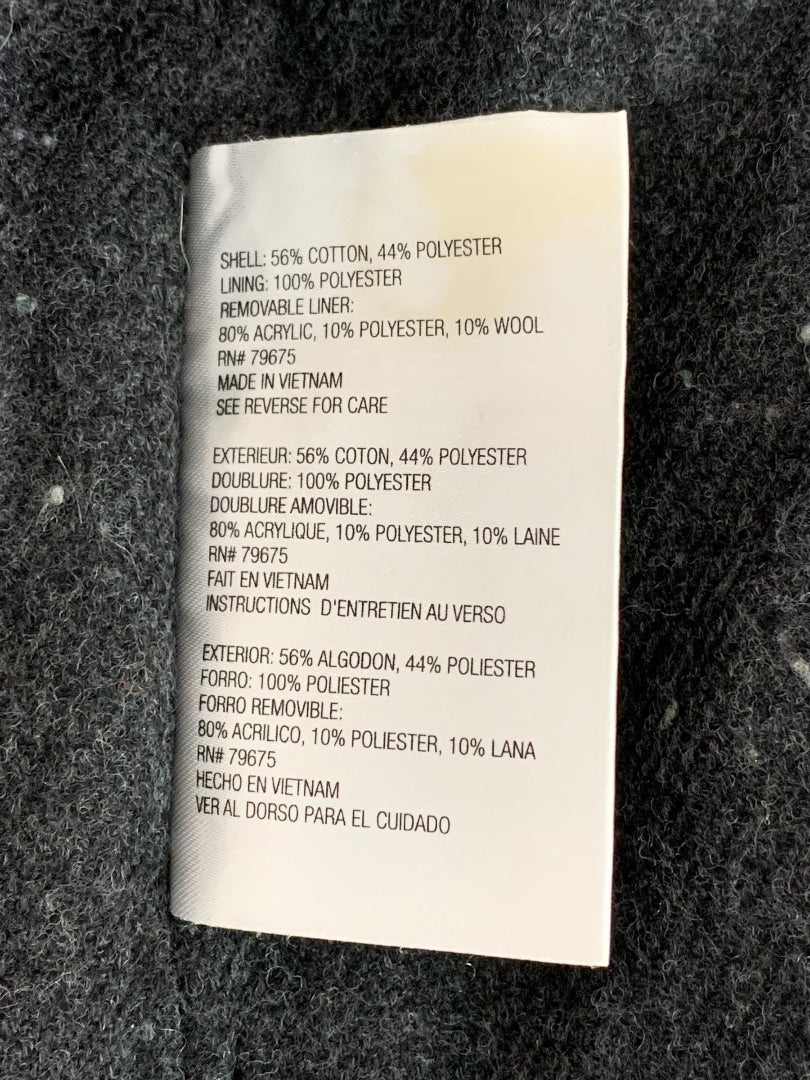 SHELL: 56% COTTON, 44% POLYESTER
LINING: 100% POLYESTER
REMOVABLE LINER:
80% ACRYLIC, 10% POLYESTER, 10% WOOL
RN# 79675
MADE IN VIETNAM
SEE REVERSE FOR CARE
EXTERIEUR: 56% COTON, 44% POLYESTER
DOUBLURE: 100% POLYESTER
DOUBLURE AMOVIBLE:
80% ACRYLIQUE, 10% POLYESTER, 10% LAINE
RN# 79675
FAIT EN VIETNAM
INSTRUCTIONS D'ENTRETIEN AU VERSO
EXTERIOR: 56% ALGODON, 44% POLIESTER
FORRO: 100% POLIESTER
FORRO REMOVIBLE:
80% ACRILICO, 10% POLIESTER, 10% LANA
RN# 79675
HECHO EN VIETNAM
VER AL DORSO PARA EL CUIDADO